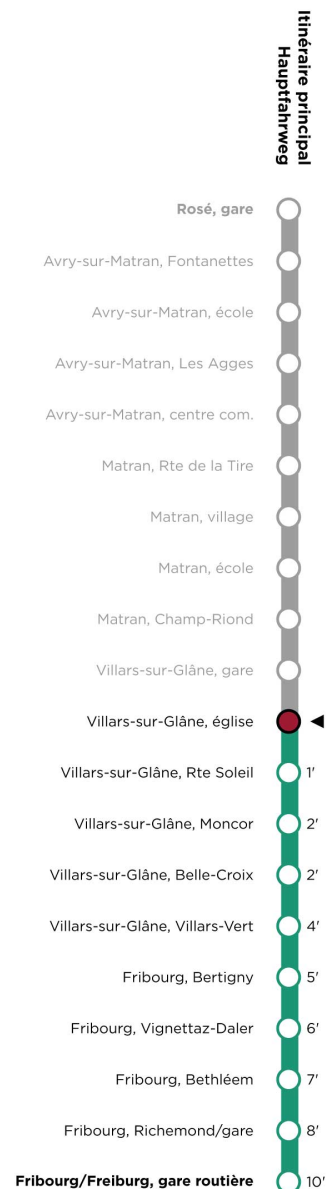 Itinéraire principal
Hauptfahrweg
Rosé, gare
Avry-sur-Matran, Fontanettes
Avry-sur-Matran, école
Avry-sur-Matran, Les Agges
Avry-sur-Matran, centre com.
Matran, Rte de la Tire
Matran, village
Matran, école
Matran, Champ-Riond
Villars-sur-Glâne, gare
Villars-sur-Glâne, église
Villars-sur-Glâne, Rte Soleil 1'
Villars-sur-Glâne, Moncor 2'
Villars-sur-Glâne, Belle-Croix 2'
Villars-sur-Glâne, Villars-Vert 4'
Fribourg, Bertigny 5'
Fribourg, Vignettaz-Daler 6'
Fribourg, Bethléem 7'
Fribourg, Richemond/gare 8'
Fribourg/Freiburg, gare routière 10'